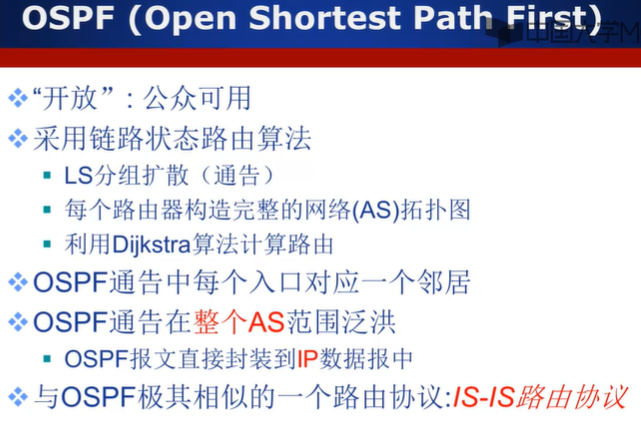 OSPF (Open Shortest Path First)
中国大学M
“开放”：公众可用
采用链路状态路由算法
LS分组扩散（通告）
每个路由器构造完整的网络(AS)拓扑图
利用Dijkstra算法计算路由
OSPF通告中每个入口对应一个邻居
OSPF通告在整个AS范围泛洪
OSPF报文直接封装到IP数据报中
与OSPF极其相似的一个路由协议:IS-IS路由协议